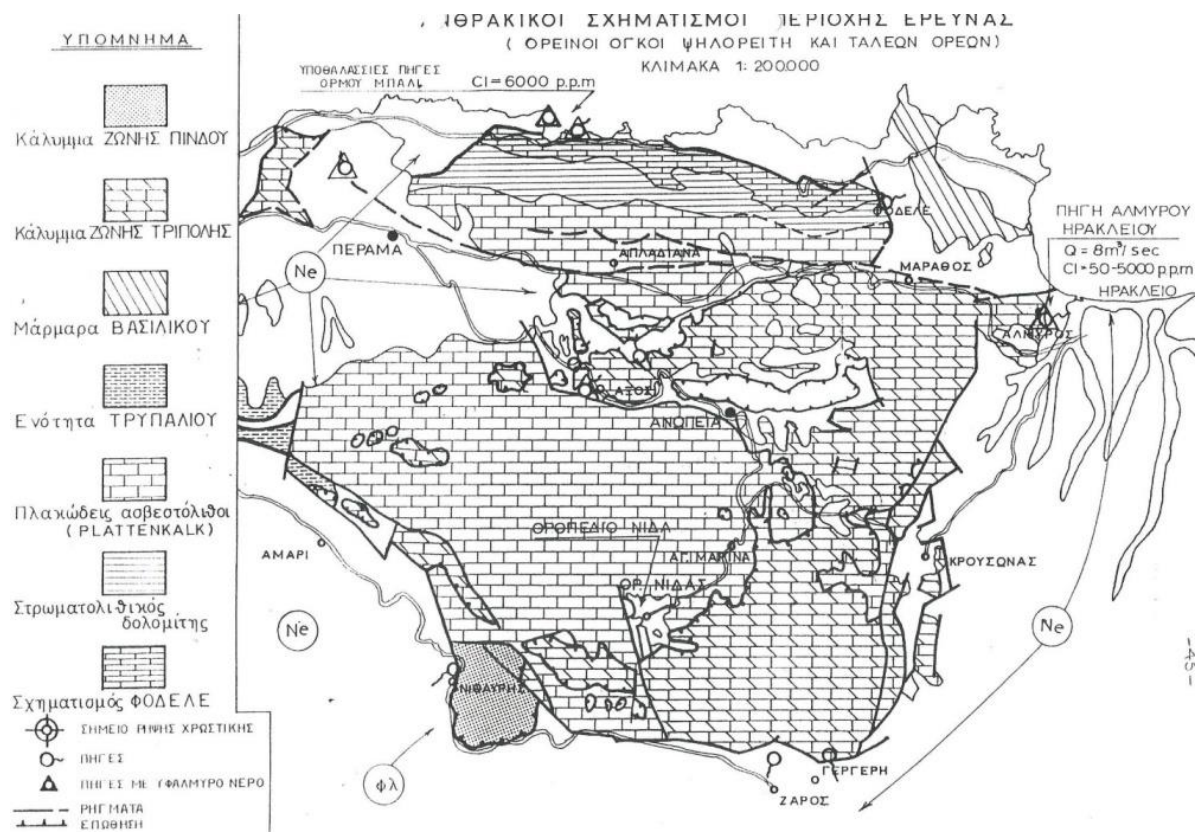 ΥΠΟΜΝΗΜΑ
Κάλυμμα ΖΩΝΗΣ ΠΙΝΔΟΥ
Κάλυμμα ΖΩΝΗΣ ΤΡΙΠΟΛΗΣ
Μάρμαρα ΒΑΣΙΛΙΚΟΥ
Ενότητα ΤΡΥΠΑΛΙΟΥ
Πλακώδεις ασβεστόλιθοι
(PLATTENKALK)
Στρωματολιθικός
δολομίτης
Σχηματισμός ΦΟΔΕΛΕ
ΣΗΜΕΙΟ ΡΙΨΗΣ ΧΡΩΣΤΙΚΗΣ
ΠΗΓΕΣ
ΠΗΓΕΣ ΜΕ ΥΦΑΛΜΥΡΟ ΝΕΡΟ
ΡΗΓΜΑΤΑ
ΕΠΩΘΗΣΗ
ΝΘΡΑΚΙΚΟΙ ΣΧΗΜΑΤΙΣΜΟΙ ΠΕΡΙΟΧΗΣ ΕΡΕΥΝΑΣ
(ΟΡΕΙΝΟΙ ΟΓΚΟΙ ΨΗΛΟΡΕΙΤΗ ΚΑΙ ΤΑΛΕΩΝ ΟΡΕΩΝ)
ΚΛΙΜΑΚΑ 1:200.000
ΥΠΟΘΑΛΑΣΣΙΕΣ ΠΗΓΕΣ
ΟΡΜΟΥ ΜΠΑΛΙ
Cl=6000 p.p.m
ΦΟΔΕΛΕ
ΠΗΓΗ ΑΛΜΥΡΟΥ
ΗΡΑΚΛΕΙΟΥ
Q=8m³/sec
Cl=50-5000 p.p.m
ΗΡΑΚΛΕΙΟ
ΠΕΡΑΜΑ
ΑΠΛΑΔΙΑΝΑ
ΜΑΡΑΘΟΣ
Ne
ΑΛΜΥΡΟΣ
ΑΞΟΣ
ΑΝΩΓΕΙΑ
ΟΡΟΠΕΔΙΟ ΝΙΔΑ
ΑΜΑΡΙ
ΑΓ.ΜΑΡΙΝΑ
ΚΡΟΥΣΩΝΑΣ
ΟΡ. ΝΙΔΑΣ
Ne
Ne
-45-
ΝΙΘΑΥΡΗΣ
φλ
ΓΕΡΓΕΡΗ
ΖΑΡΟΣ